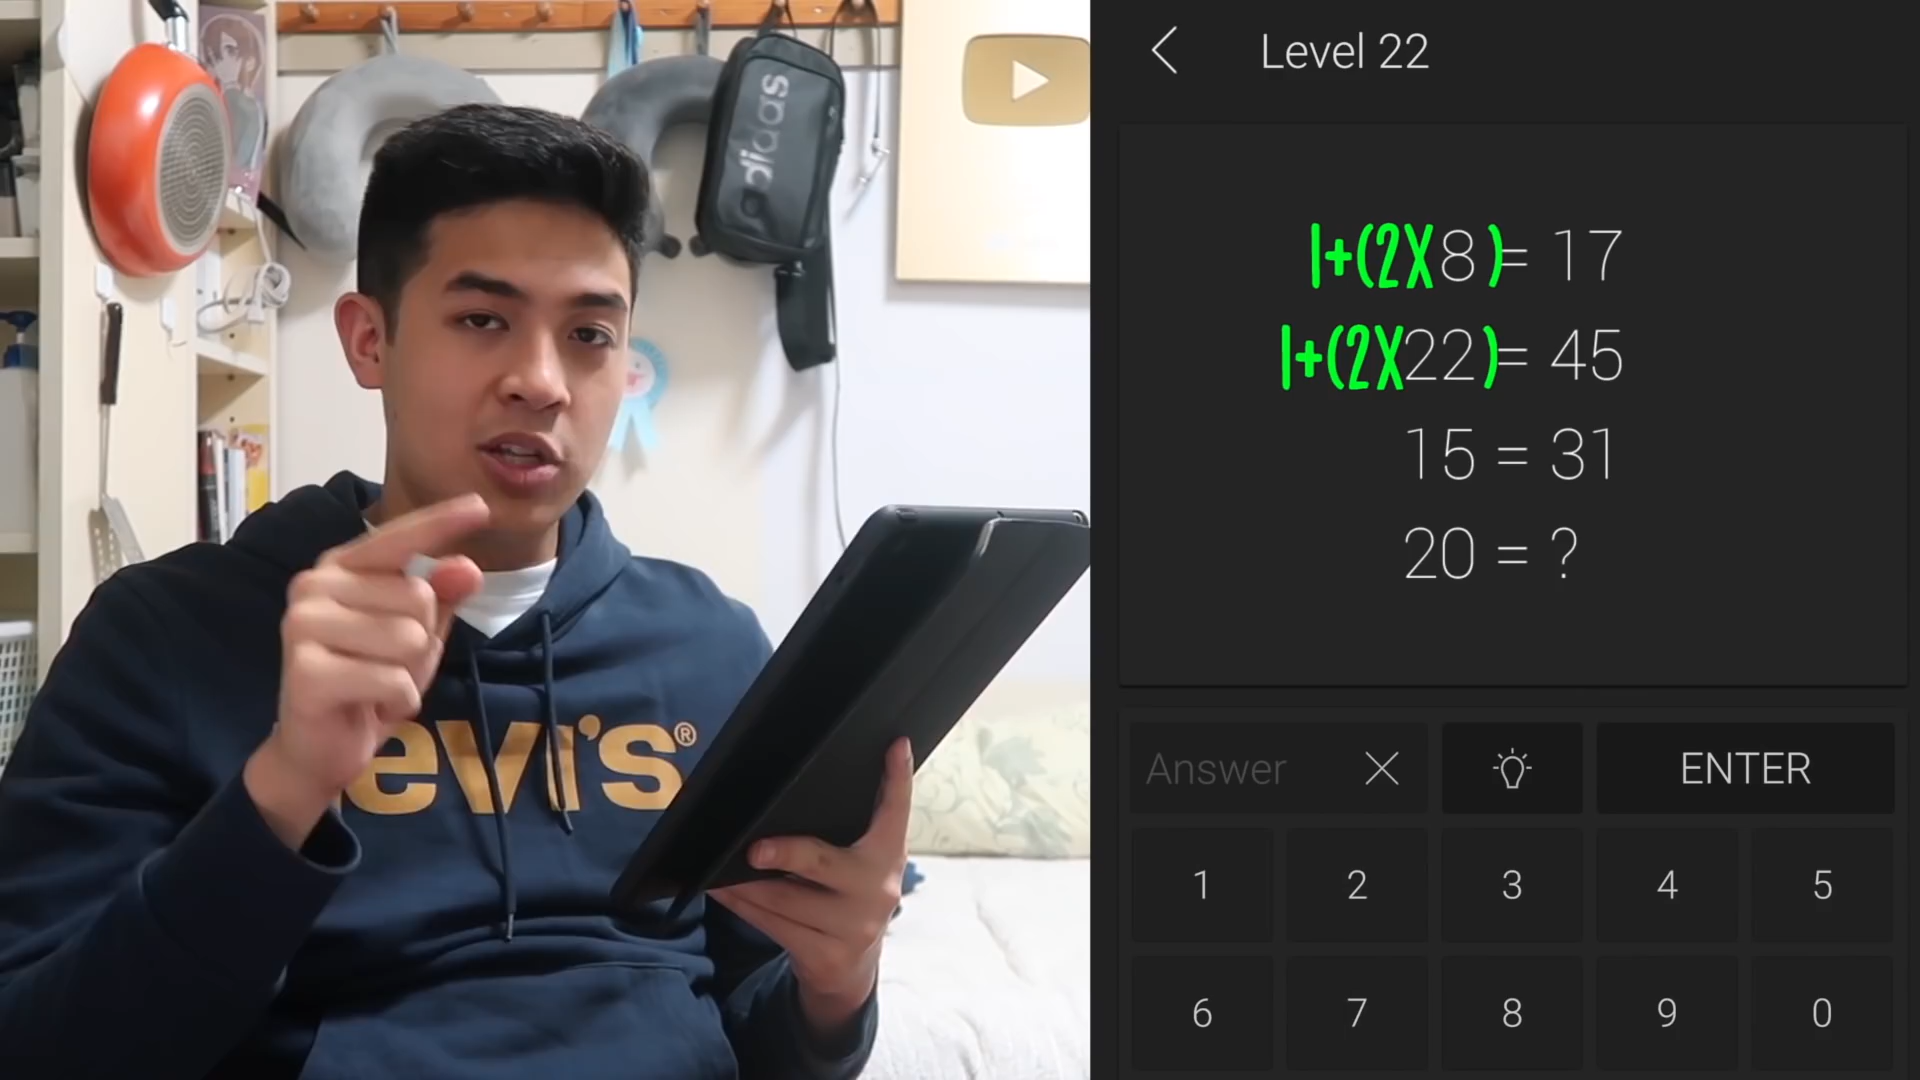 Level 22
1+(2X8)= 17
1+(2X22)= 45
15 = 31
20 = ?
Answer
ENTER
1 2 3 4 5
6 7 8 9 0
adidas
evi's®